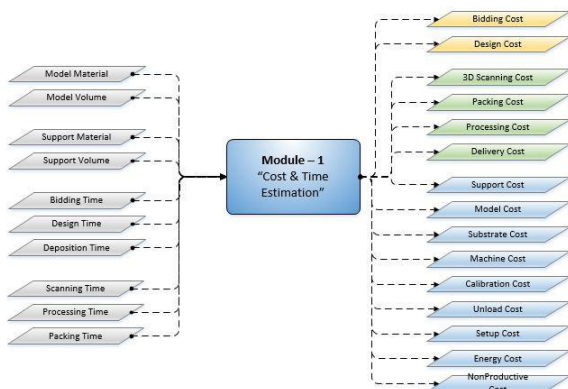 Model Material
Model Volume
Support Material
Support Volume
Bidding Time
Design Time
Deposition Time
Scanning Time
Processing Time
Packing Time
Module – 1
“Cost & Time
Estimation”
Bidding Cost
Design Cost
3D Scanning Cost
Packing Cost
Processing Cost
Delivery Cost
Support Cost
Model Cost
Substrate Cost
Machine Cost
Calibration Cost
Unload Cost
Setup Cost
Energy Cost
NonProductive
Cost